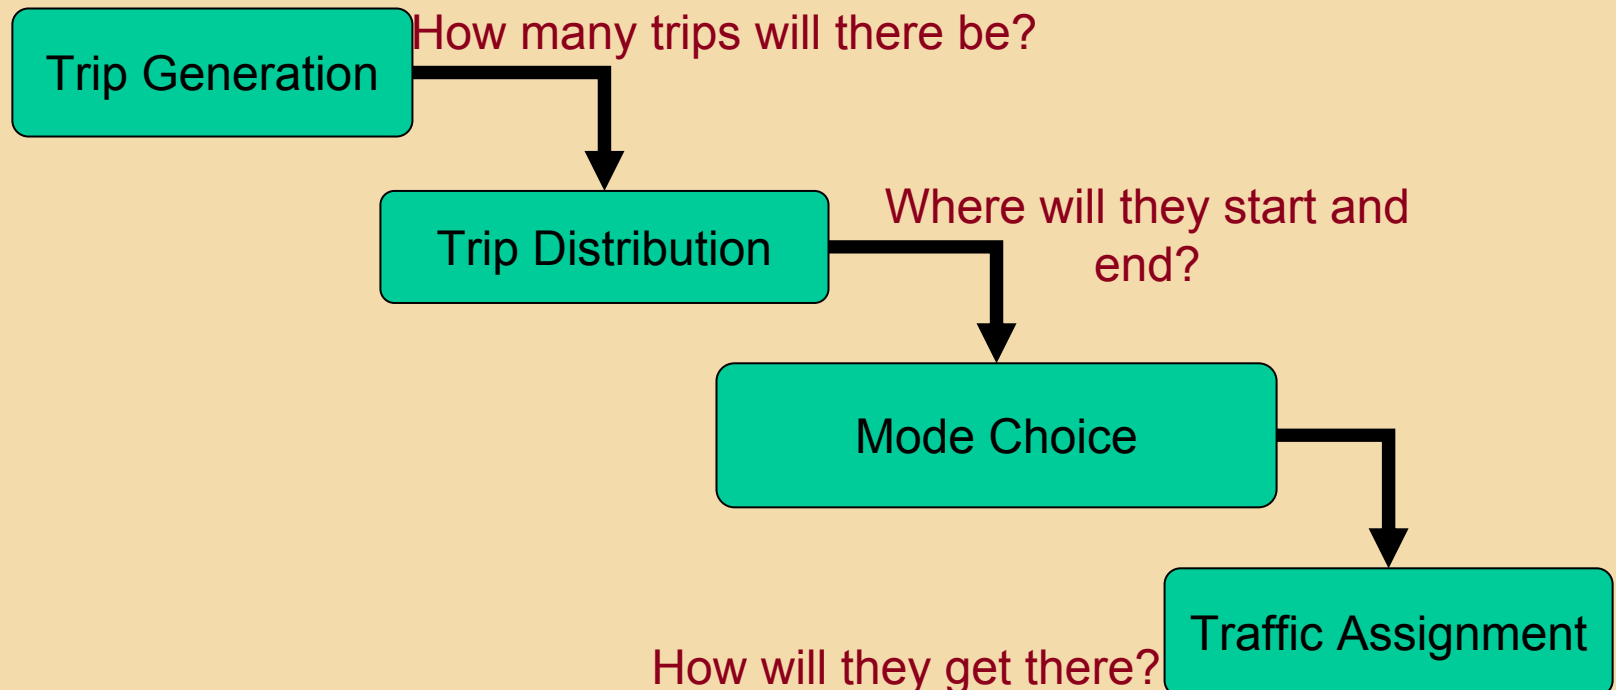 How many trips will there be?
Trip Generation
Where will they start and
end?
Trip Distribution
Mode Choice
Traffic Assignment
How will they get there?